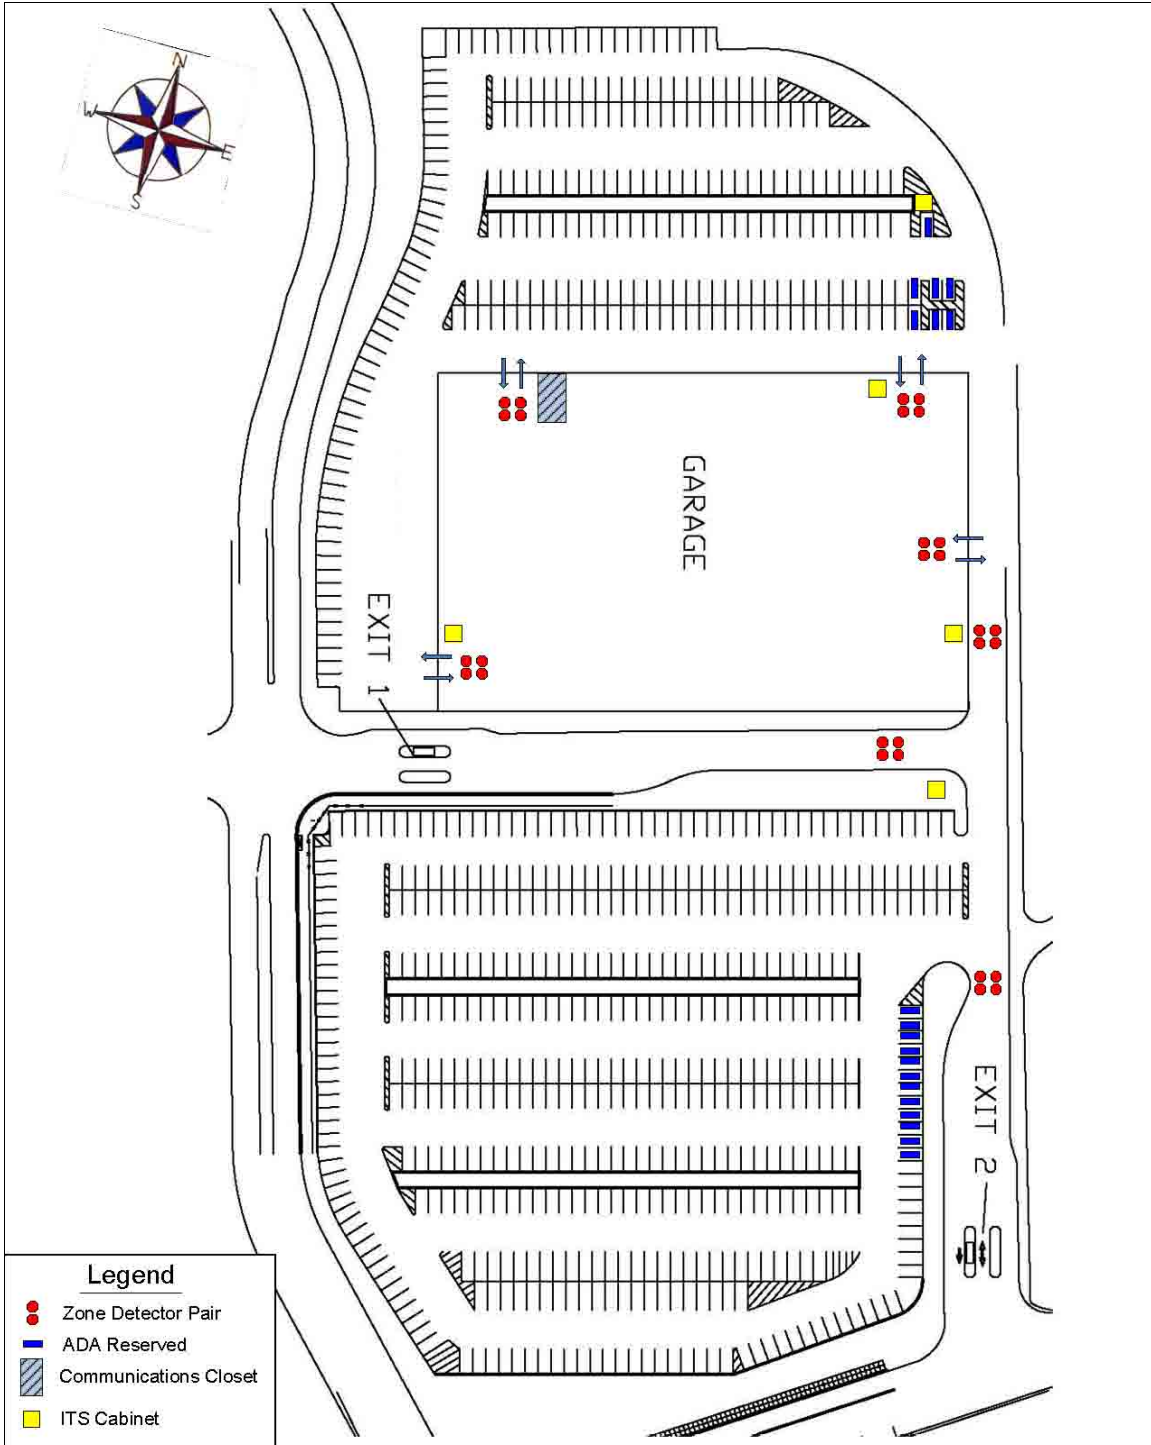 N
W
E
S
GARAGE
EXIT 1
EXIT 2
Legend
Zone Detector Pair
ADA Reserved
Communications Closet
ITS Cabinet